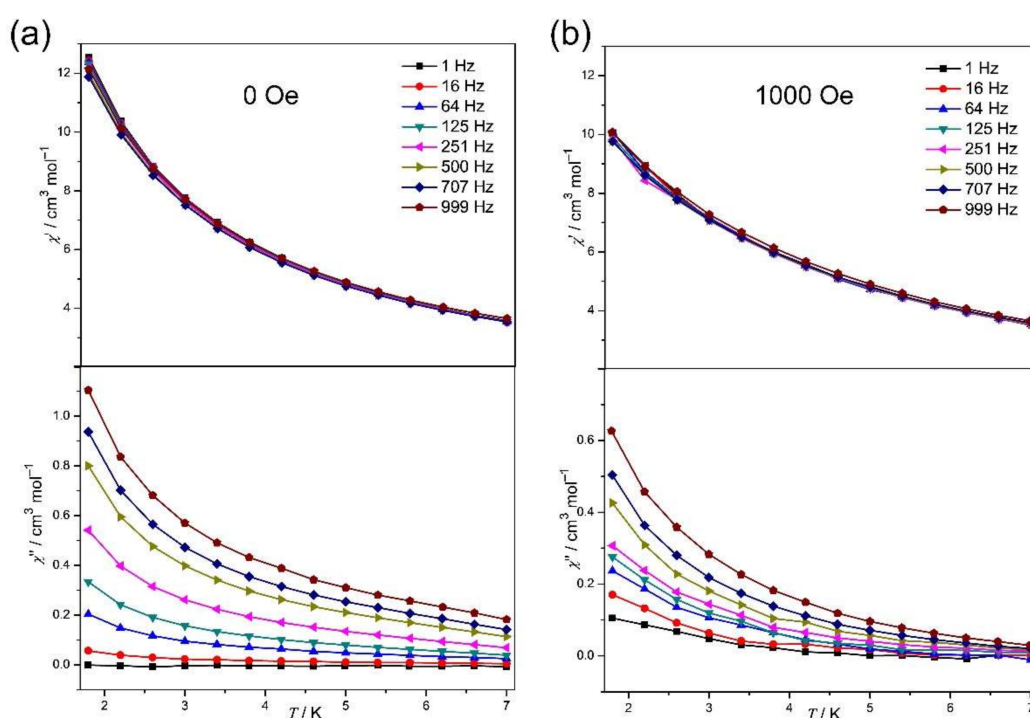 (a)
(b)
0 Oe
1 Hz
16 Hz
64 Hz
125 Hz
251 Hz
500 Hz
707 Hz
999 Hz
12
10
8
6
4
χ' / cm³ mol⁻¹
1000 Oe
1 Hz
16 Hz
64 Hz
125 Hz
251 Hz
500 Hz
707 Hz
999 Hz
12
10
8
6
4
χ' / cm³ mol⁻¹
1.0
0.8
0.6
0.4
0.2
0.0
χ'' / cm³ mol⁻¹
2 3 4 5 6 7
T / K
0.6
0.4
0.2
0.0
χ'' / cm³ mol⁻¹
2 3 4 5 6 7
T / K